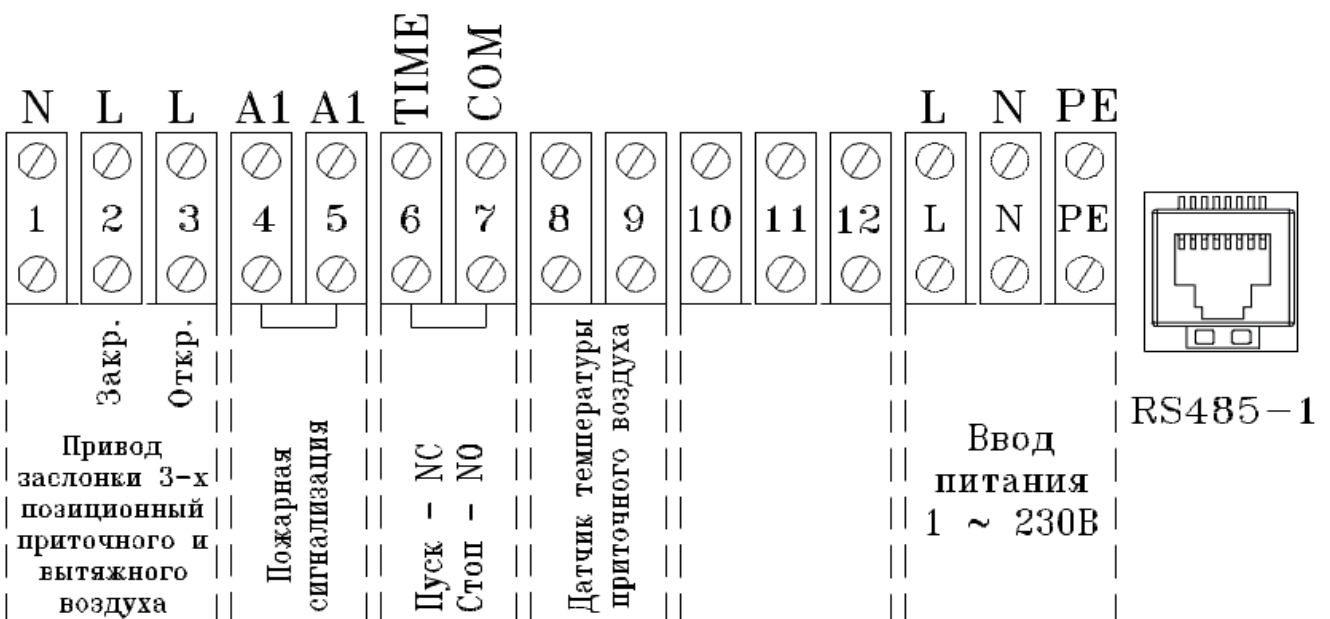 N L L A1 A1 TIME COM L N PE
1 2 3 4 5 6 7 8 9 10 11 12 L N PE
Закр.
Откр.
Привод
заслонки 3-х
позиционный
приточного и
вытяжного
воздуха
Пожарная
сигнализация
Пуск - NC
Стоп - NO
Датчик температуры
приточного воздуха
Ввод
питания
1 ~ 230В
RS485-1